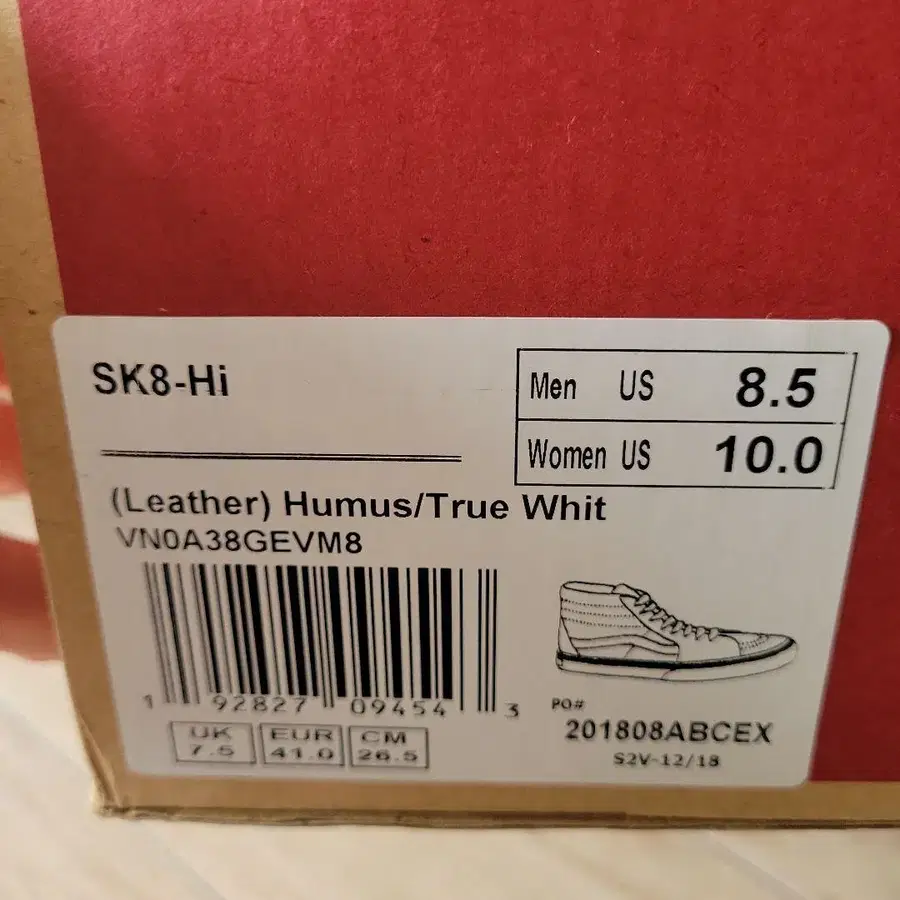 SK8-Hi
Men US 8.5
Women US 10.0
(Leather) Humus/True Whit
VN0A38GEVM8
1 92827 09454 3
UK EUR CM
7.5 41.0 26.5
PO#
201808ABCEX
S2V-12/18